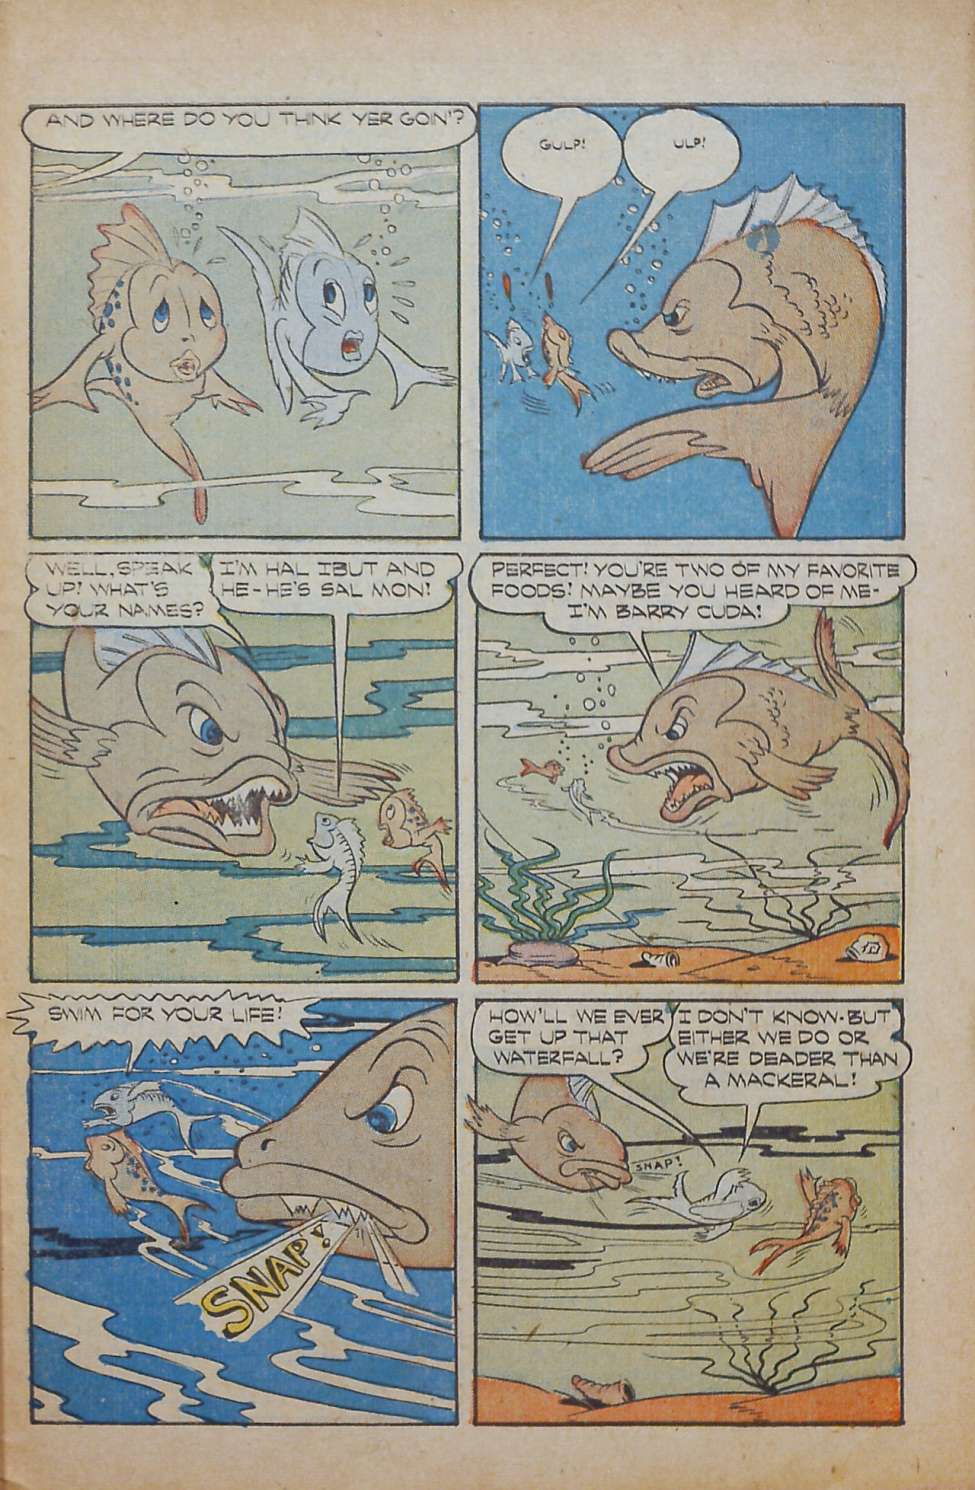 AND WHERE DO YOU THINK YER GOIN'?
GULP!
ULP!
WELL, SPEAK
UP! WHAT'S
YOUR NAMES?
I'M HAL IBUT AND
HE-HE'S SAL MON!
PERFECT! YOU'RE TWO OF MY FAVORITE
FOODS! MAYBE YOU HEARD OF ME-
I'M BARRY CUDA!
SWIM FOR YOUR LIFE!
SNAP!
HOW'LL WE EVER
GET UP THAT
WATERFALL?
I DON'T KNOW-BUT
EITHER WE DO OR
WE'RE DEADER THAN
A MACKERAL!
SNAP!